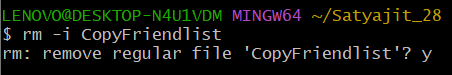 LENOVO@DESKTOP-N4U1VDM MINGW64 ~/Satyajit_28
$ rm -i CopyFriendlist
rm: remove regular file 'CopyFriendlist'? y